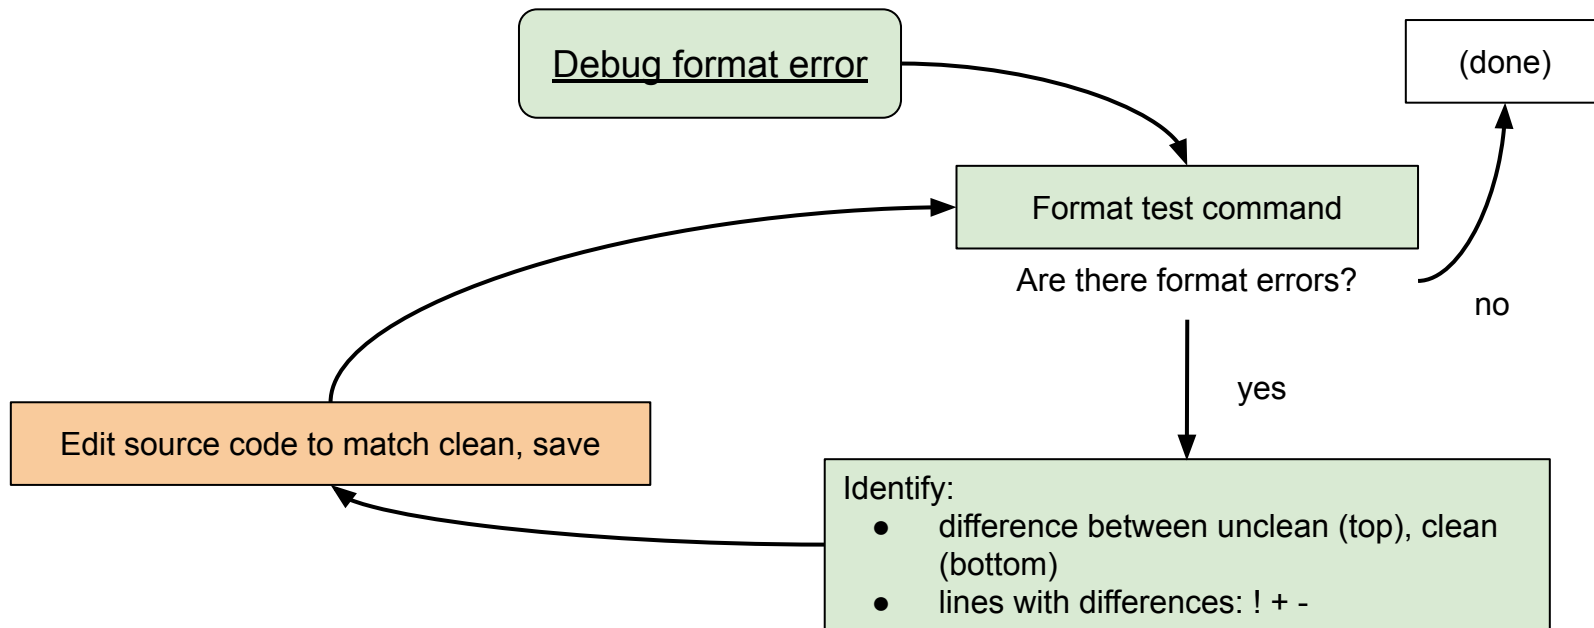 Debug format error
(done)
Format test command
Are there format errors?
no
yes
Edit source code to match clean, save
Identify:
● difference between unclean (top), clean
(bottom)
● lines with differences: ! + -